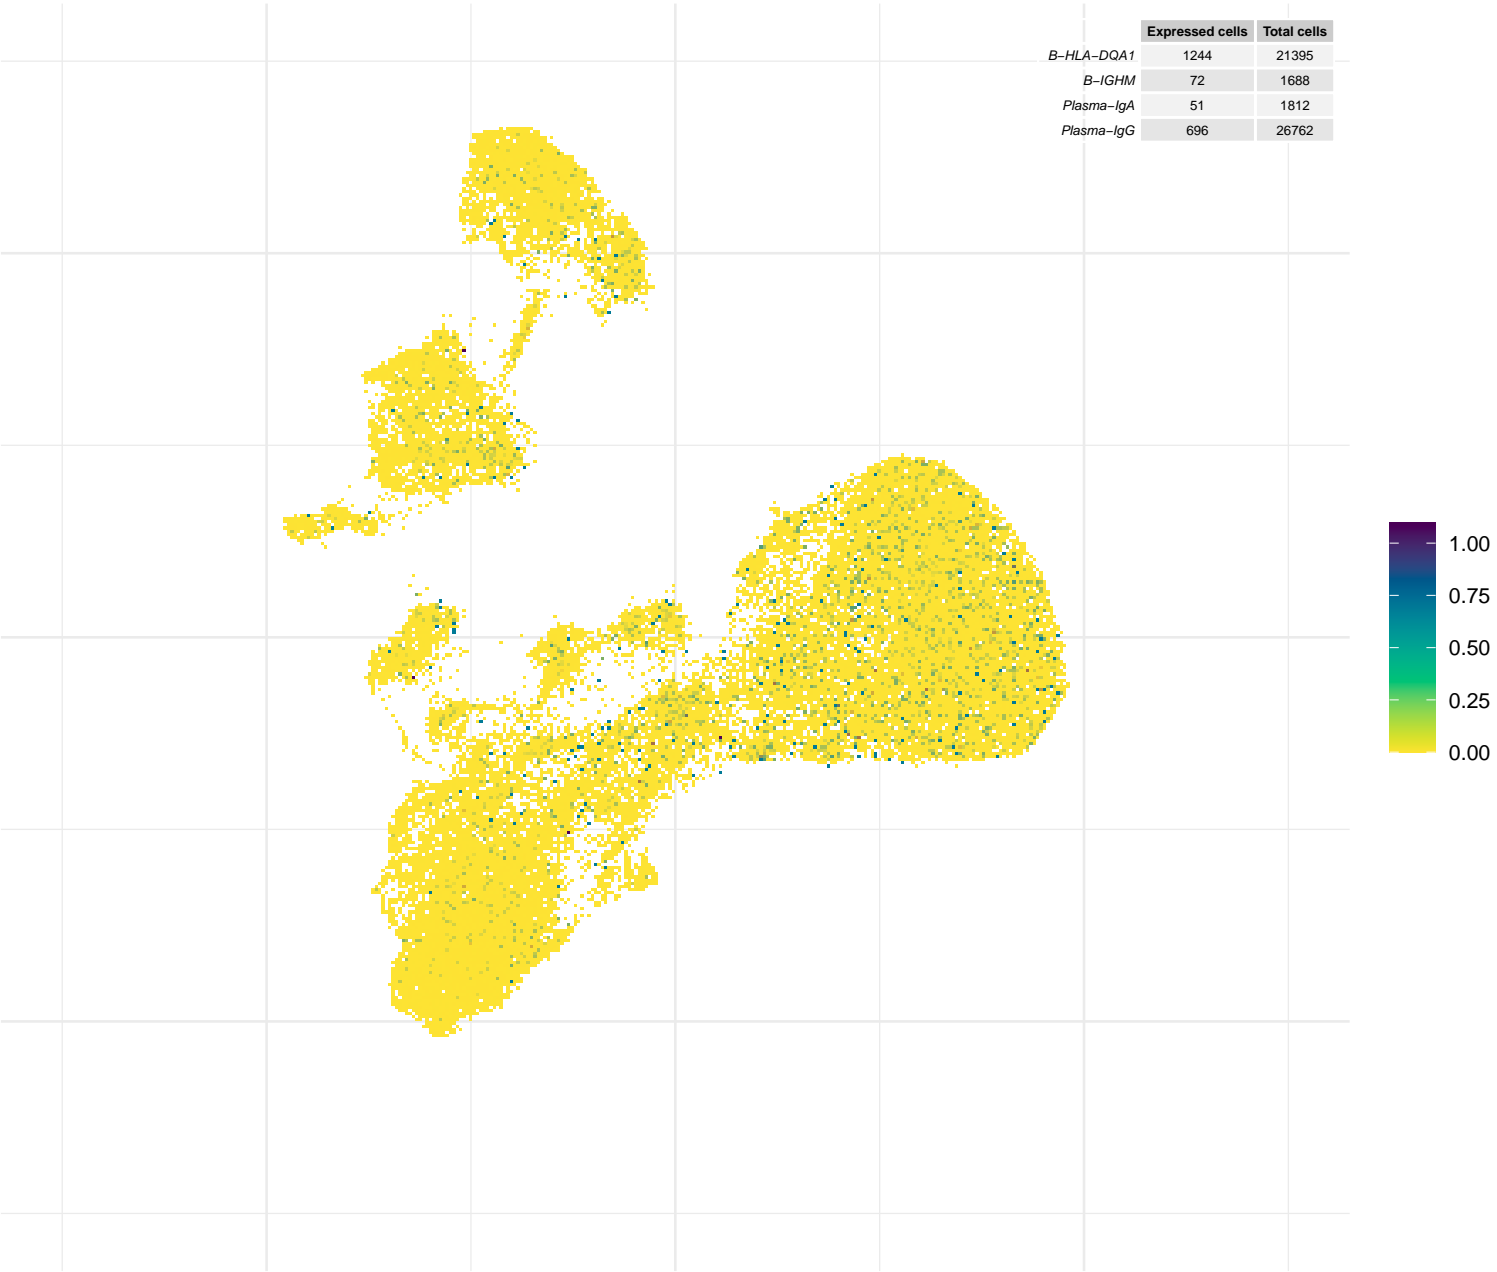 Expressed cells Total cells
B−HLA−DQA1 1244 21395
B−IGHM 72 1688
Plasma−IgA 51 1812
Plasma−IgG 696 26762
1.00
0.75
0.50
0.25
0.00